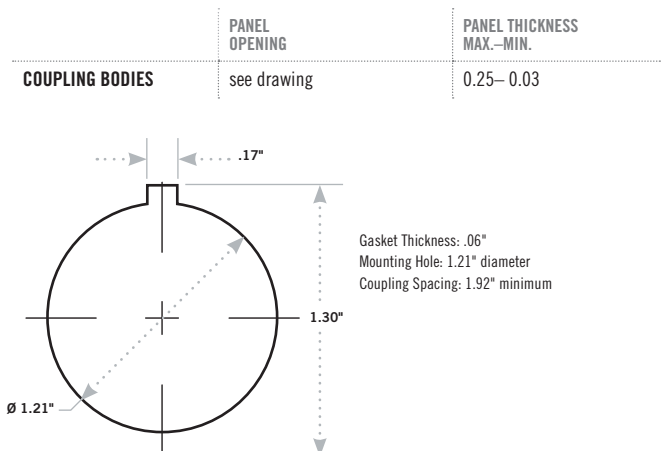 PANEL
OPENING
PANEL THICKNESS
MAX.–MIN.
COUPLING BODIES
see drawing
0.25– 0.03
.17"
Gasket Thickness: .06"
Mounting Hole: 1.21" diameter
Coupling Spacing: 1.92" minimum
1.30"
Ø 1.21"